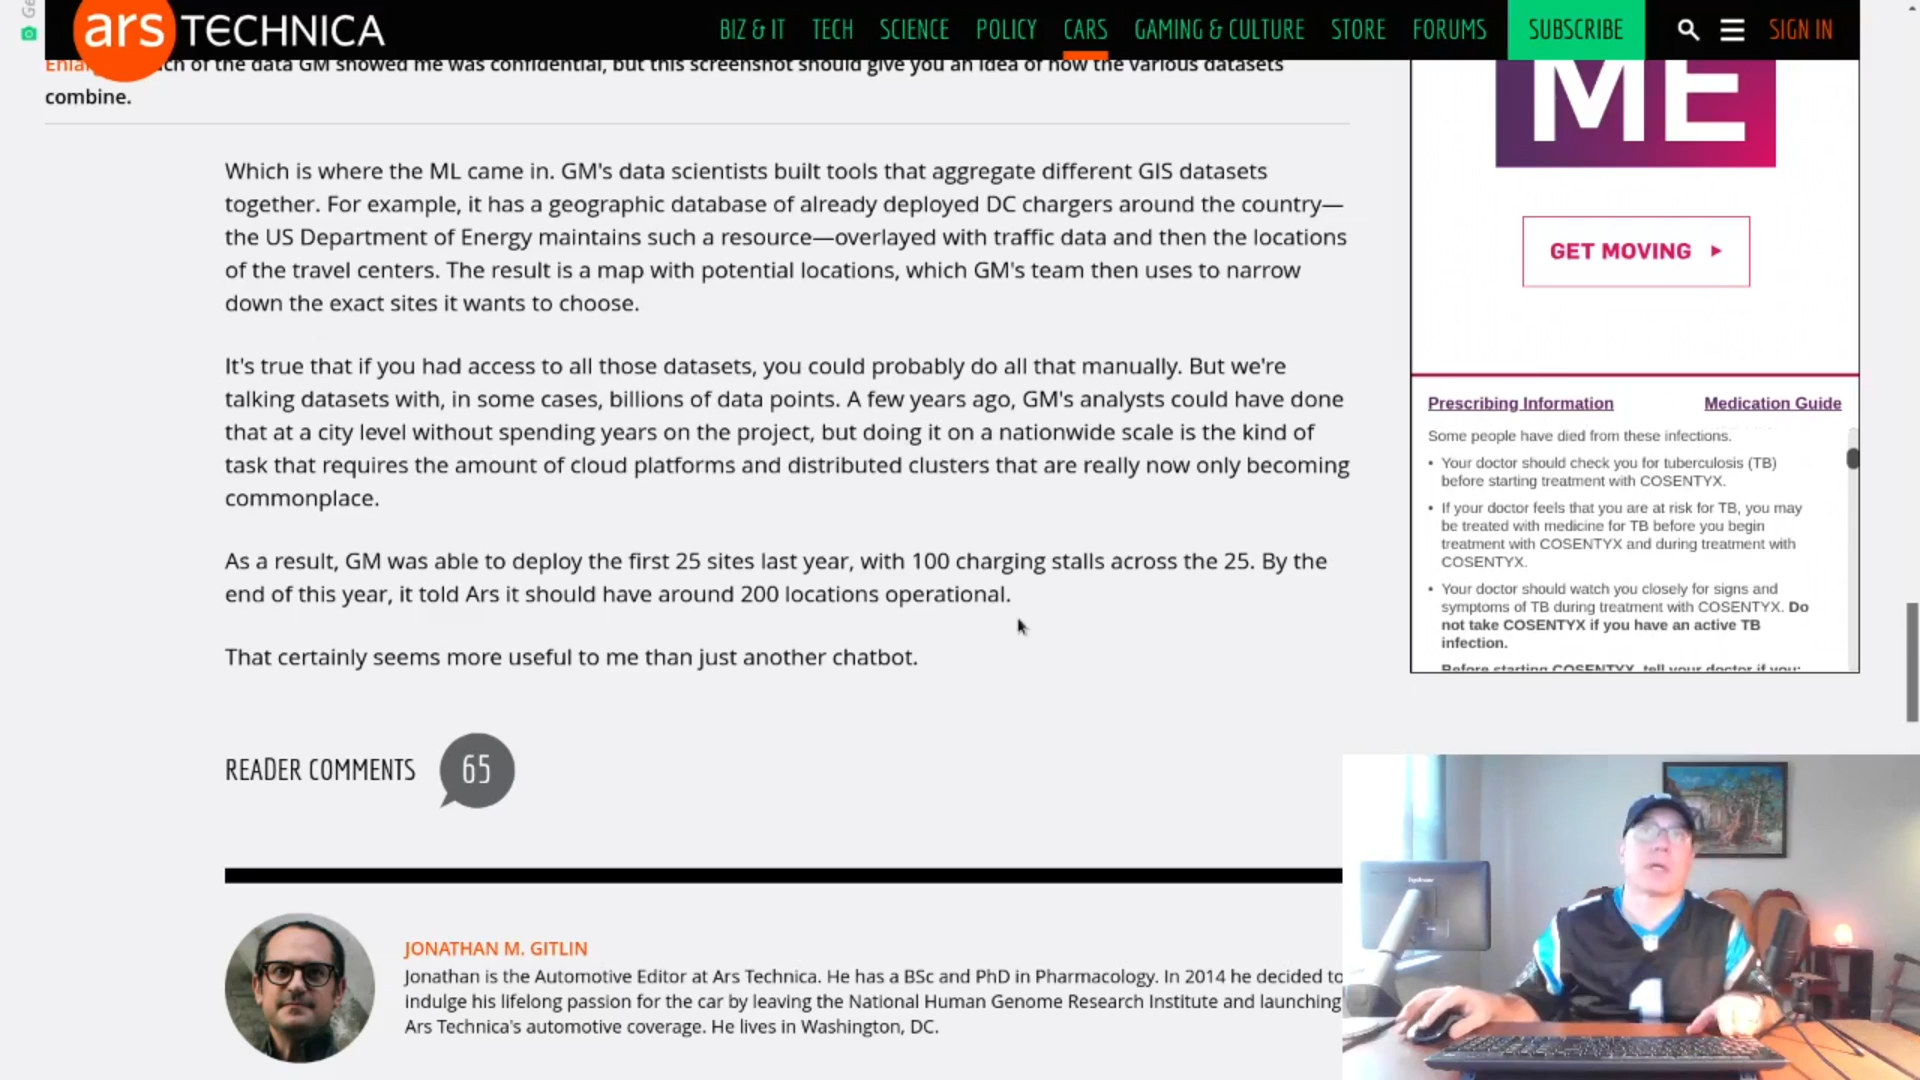 Ge
ars TECHNICA
BIZ & IT TECH SCIENCE POLICY CARS GAMING & CULTURE STORE FORUMS SUBSCRIBE SIGN IN
of the data GM showed me was confidential, but this screenshot should give you an idea of how the various datasets
combine.
Which is where the ML came in. GM's data scientists built tools that aggregate different GIS datasets
together. For example, it has a geographic database of already deployed DC chargers around the country—
the US Department of Energy maintains such a resource—overlayed with traffic data and then the locations
of the travel centers. The result is a map with potential locations, which GM's team then uses to narrow
down the exact sites it wants to choose.
It's true that if you had access to all those datasets, you could probably do all that manually. But we're
talking datasets with, in some cases, billions of data points. A few years ago, GM's analysts could have done
that at a city level without spending years on the project, but doing it on a nationwide scale is the kind of
task that requires the amount of cloud platforms and distributed clusters that are really now only becoming
commonplace.
As a result, GM was able to deploy the first 25 sites last year, with 100 charging stalls across the 25. By the
end of this year, it told Ars it should have around 200 locations operational.
That certainly seems more useful to me than just another chatbot.
READER COMMENTS 65
JONATHAN M. GITLIN
Jonathan is the Automotive Editor at Ars Technica. He has a BSc and PhD in Pharmacology. In 2014 he decided to
indulge his lifelong passion for the car by leaving the National Human Genome Research Institute and launching
Ars Technica's automotive coverage. He lives in Washington, DC.
ME
GET MOVING
Prescribing Information Medication Guide
Some people have died from these infections.
• Your doctor should check you for tuberculosis (TB)
before starting treatment with COSENTYX.
• If your doctor feels that you are at risk for TB, you may
be treated with medicine for TB before you begin
treatment with COSENTYX and during treatment with
COSENTYX.
• Your doctor should watch you closely for signs and
symptoms of TB during treatment with COSENTYX. Do
not take COSENTYX if you have an active TB
infection.
Before starting COSENTYX, tell your doctor if you:
1